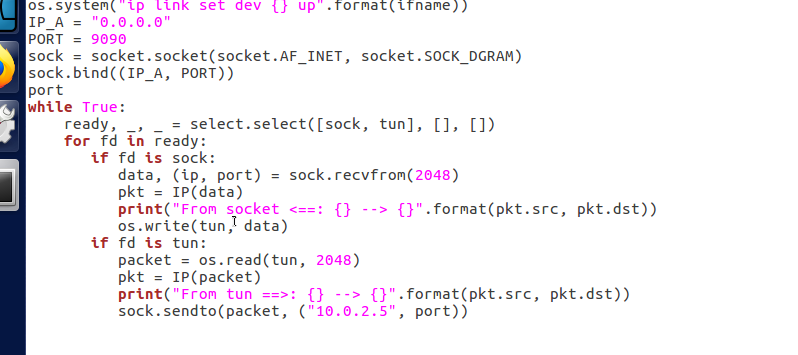 os.system("ip link set dev {} up".format(ifname))
IP_A = "0.0.0.0"
PORT = 9090
sock = socket.socket(socket.AF_INET, socket.SOCK_DGRAM)
sock.bind((IP_A, PORT))
port
while True:
    ready, _, _ = select.select([sock, tun], [], [])
    for fd in ready:
       if fd is sock:
          data, (ip, port) = sock.recvfrom(2048)
          pkt = IP(data)
          print("From socket <==: {} --> {}".format(pkt.src, pkt.dst))
          os.write(tun, data)
       if fd is tun:
          packet = os.read(tun, 2048)
          pkt = IP(packet)
          print("From tun ==>: {} --> {}".format(pkt.src, pkt.dst))
          sock.sendto(packet, ("10.0.2.5", port))